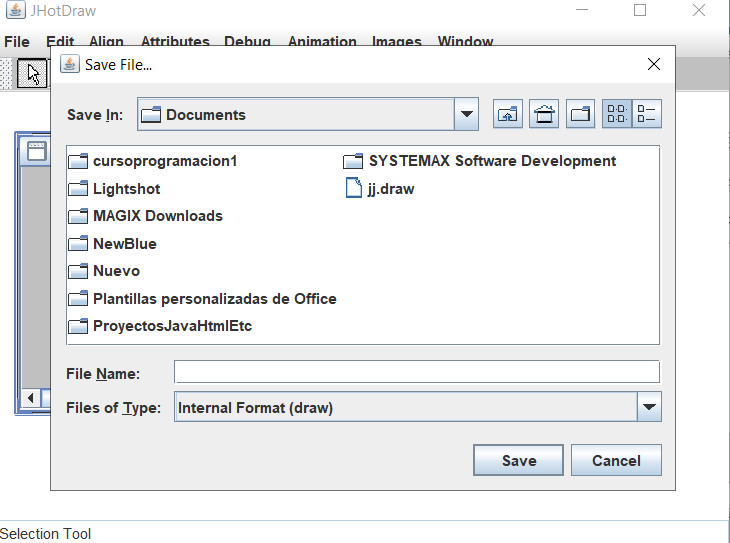 JHotDraw
File Edit Align Attributes Debug Animation Images Window
Save File...
Save In: Documents
cursoprogramacion1
Lightshot
MAGIX Downloads
NewBlue
Nuevo
Plantillas personalizadas de Office
ProyectosJavaHtmlEtc
SYSTEMAX Software Development
jj.draw
File Name:
Files of Type: Internal Format (draw)
Save Cancel
Selection Tool